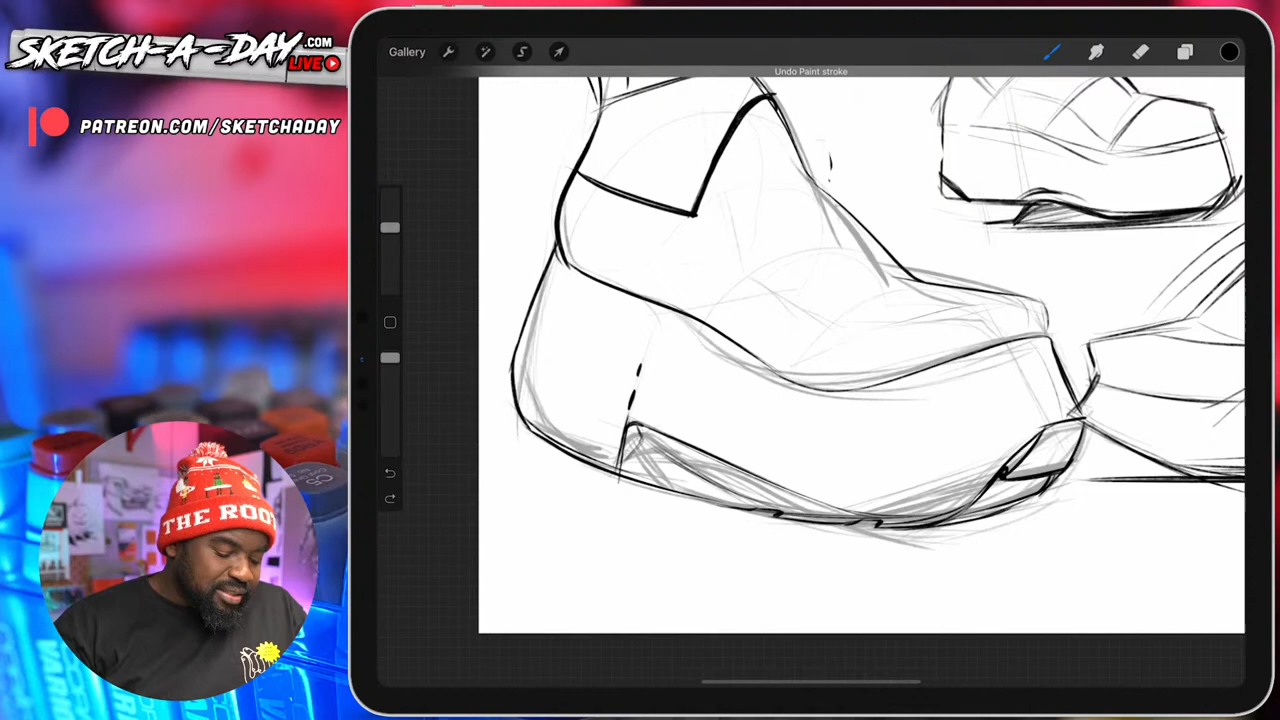 SKETCH-A-DAY.COM
LIVE
PATREON.COM/SKETCHADAY
Gallery
Undo Paint stroke
THE ROO